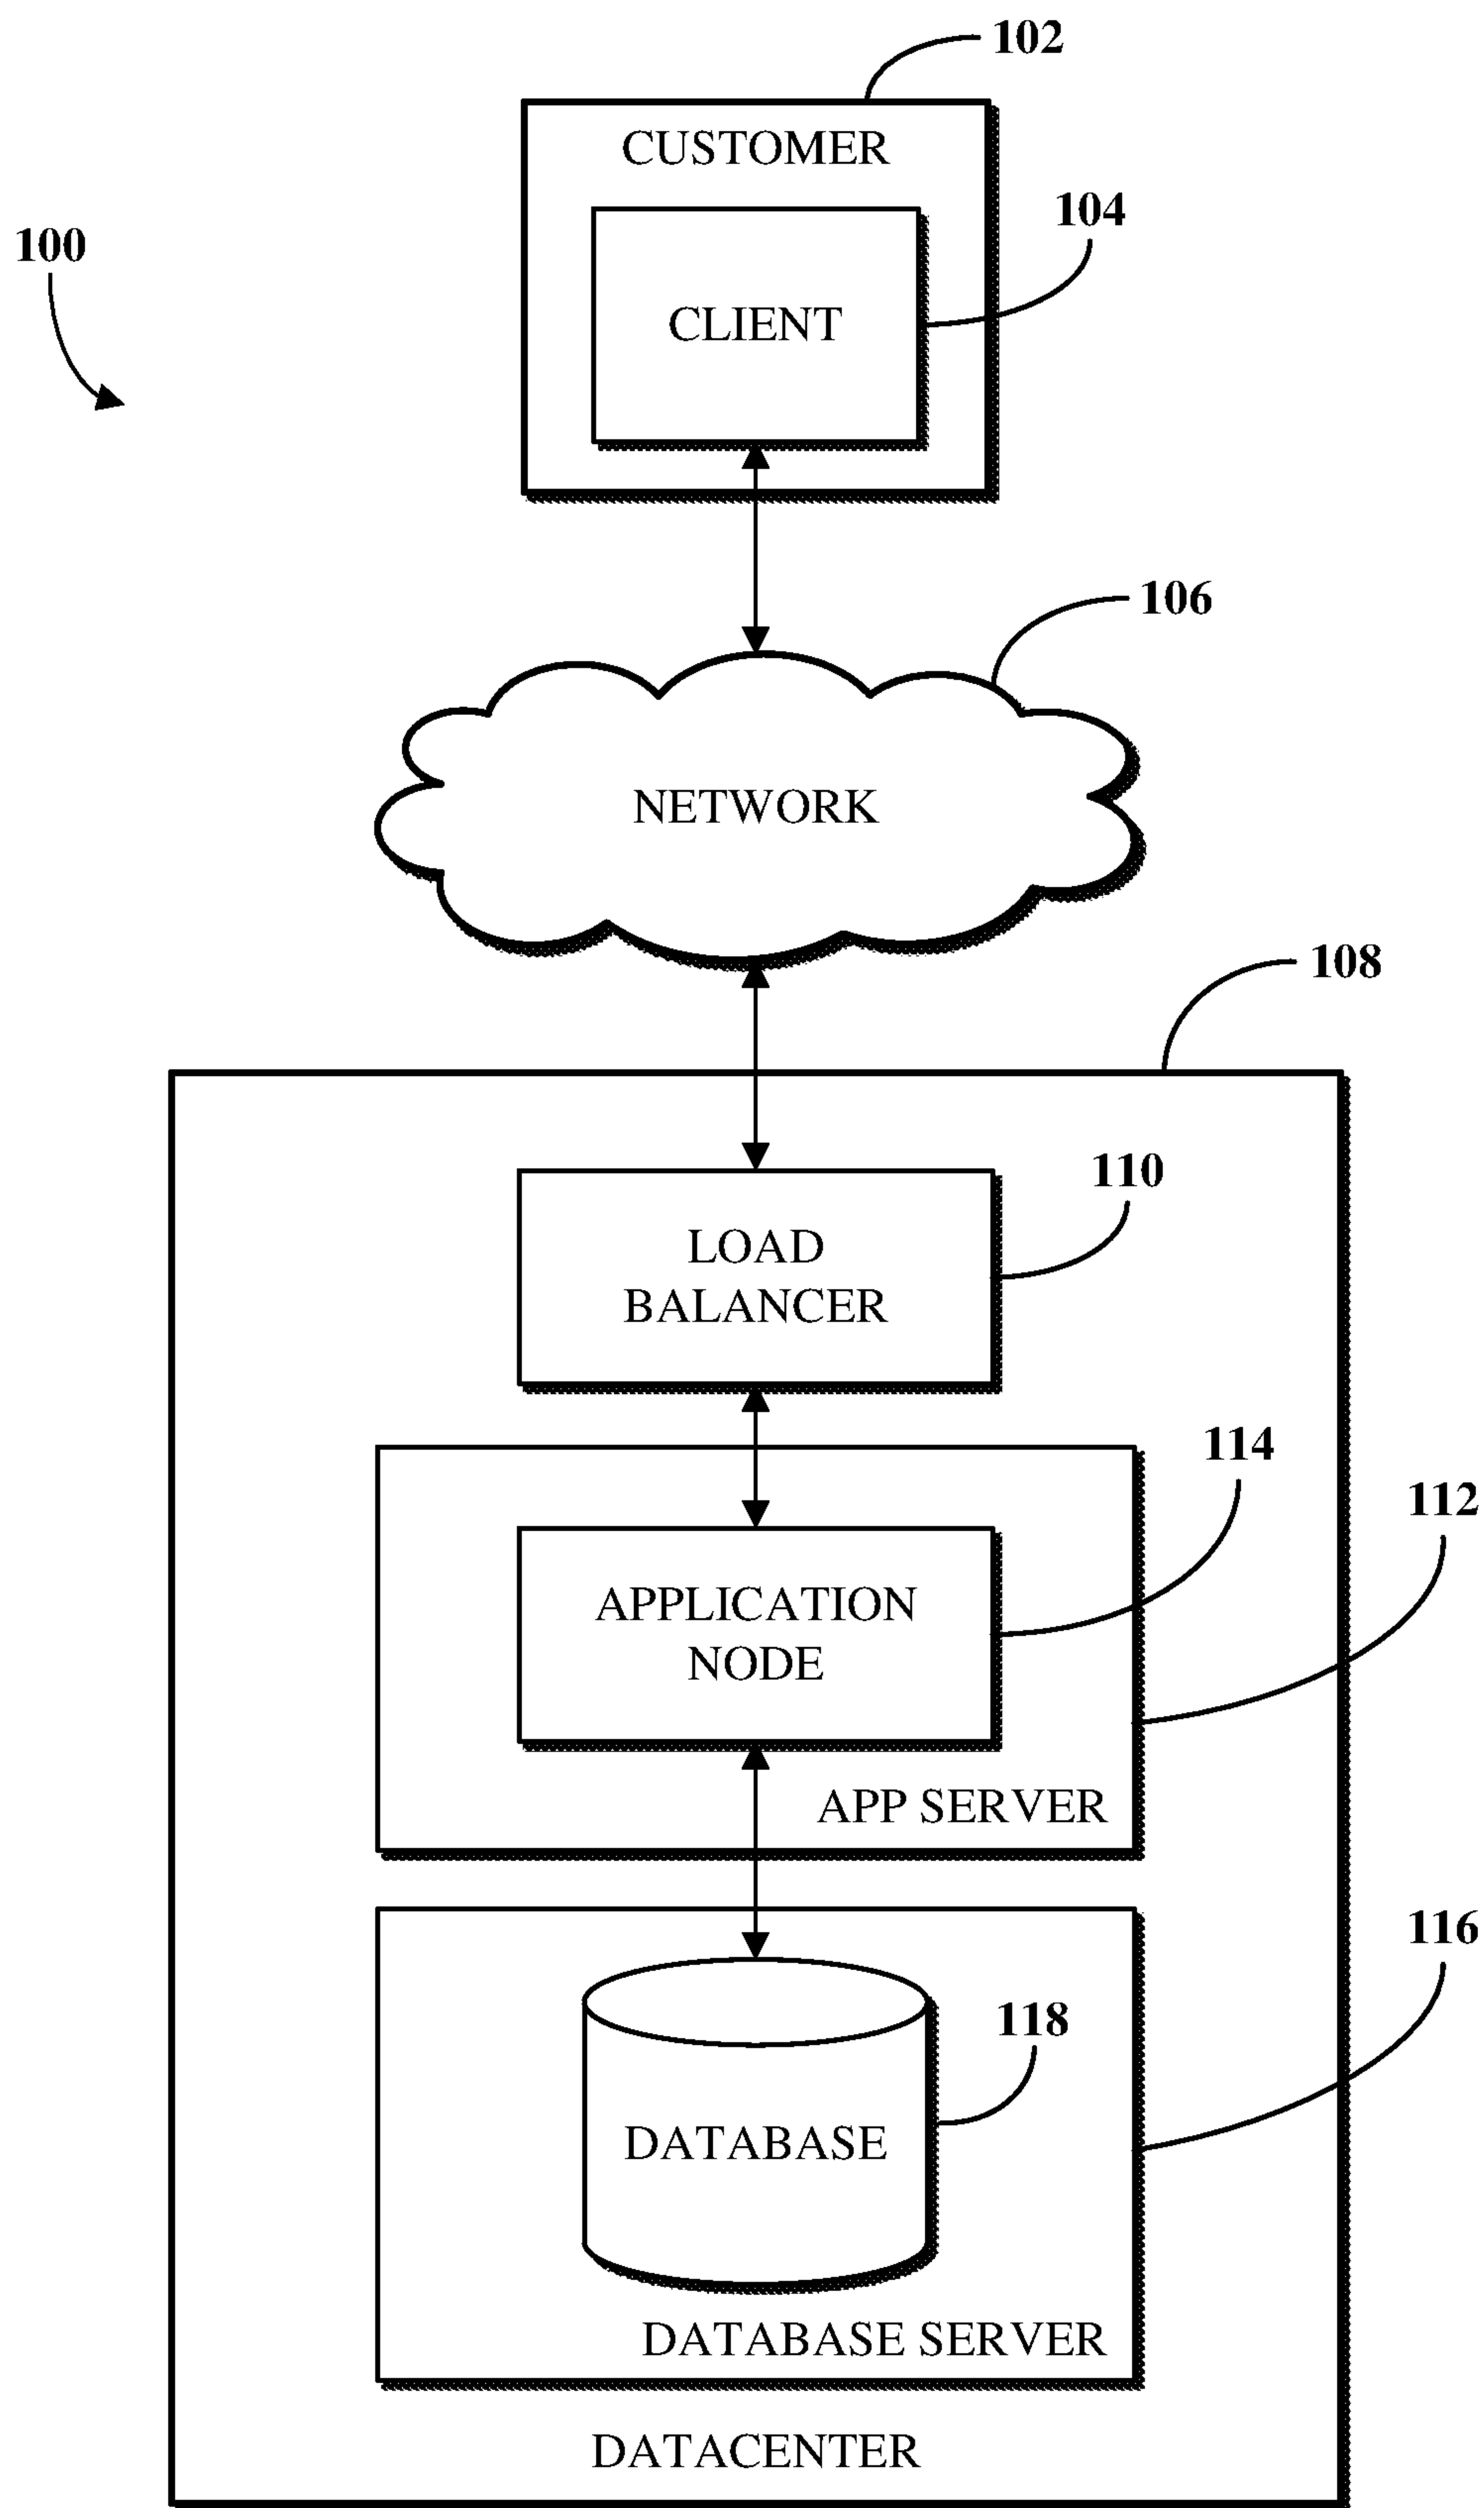 102
CUSTOMER
104
100
CLIENT
106
NETWORK
108
110
LOAD
BALANCER
114
112
APPLICATION
NODE
APP SERVER
116
118
DATABASE
DATABASE SERVER
DATACENTER